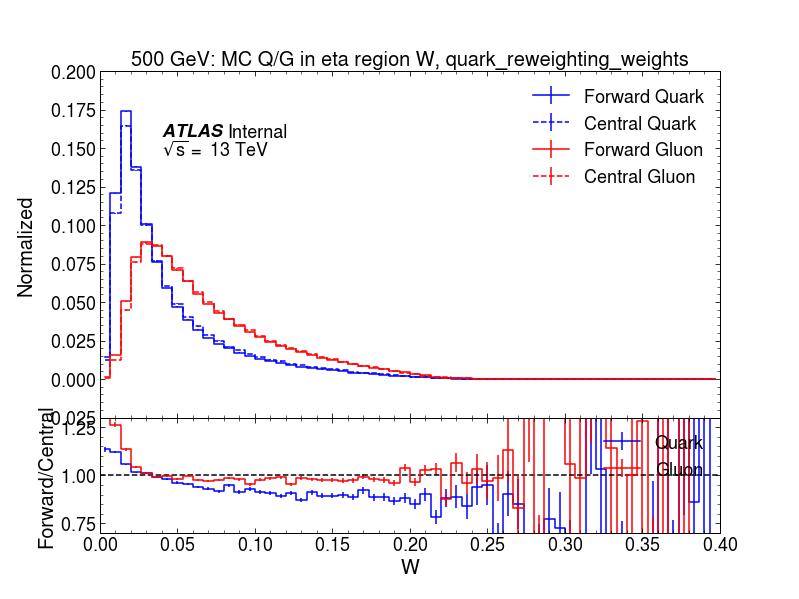 500 GeV: MC Q/G in eta region W, quark_reweighting_weights
0.200
0.175
0.150
0.125
0.100
0.075
0.050
0.025
0.000
0.025
Normalized
ATLAS Internal
√s = 13 TeV
Forward Quark
Central Quark
Forward Gluon
Central Gluon
1.25
1.00
0.75
Forward/Central
Quark
Gluon
0.00 0.05 0.10 0.15 0.20 0.25 0.30 0.35 0.40
W